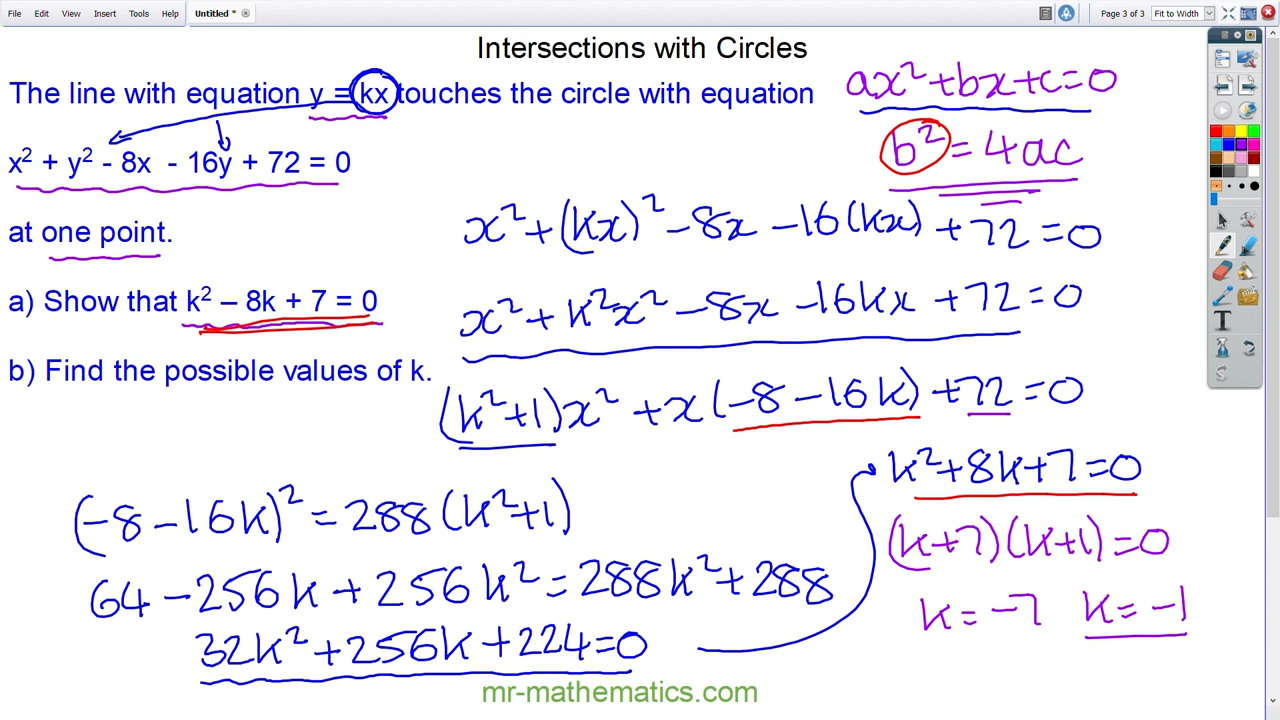 File Edit View Insert Tools Help Untitled * Page 3 of 3 Fit to Width
Intersections with Circles
The line with equation y = kx touches the circle with equation
x² + y² - 8x - 16y + 72 = 0
at one point.
a) Show that k² – 8k + 7 = 0
b) Find the possible values of k.
ax²+bx+c=0
b² = 4ac
x²+(kx)²-8x-16(kx)+72=0
x²+k²x²-8x-16kx+72=0
(k²+1)x²+x(-8-16k)+72=0
(-8-16k)²=288(k²+1)
64-256k+256k²=288k²+288
32k²+256k+224=0
k²+8k+7=0
(k+7)(k+1)=0
k=-7 k=-1
mr-mathematics.com